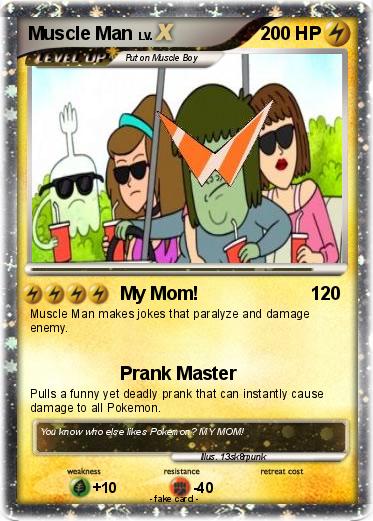 Muscle Man LV. X 200 HP
LEVEL-UP Put on Muscle Boy
My Mom! 120
Muscle Man makes jokes that paralyze and damage
enemy.
Prank Master
Pulls a funny yet deadly prank that can instantly cause
damage to all Pokemon.
You know who else likes Pokemon? MY MOM!
Illus. 13sk8rpunk
weakness resistance retreat cost
+10 -40
- fake card -